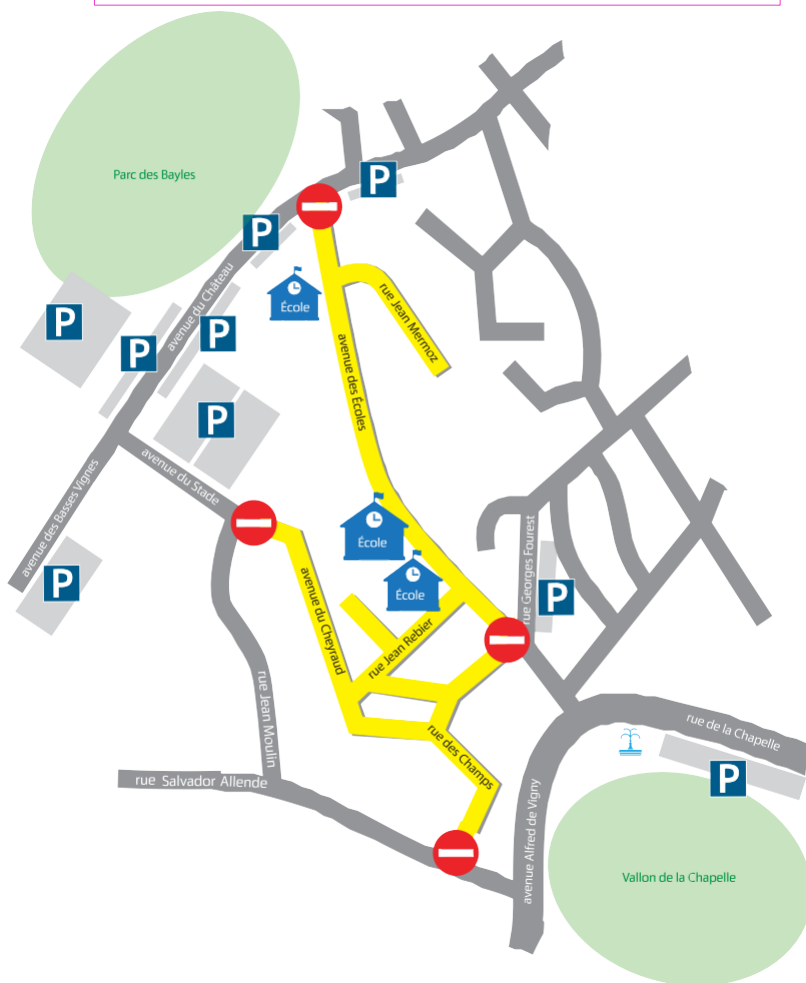 Parc des Bayles
P
P
avenue du Château
École
rue Jean Mermoz
P
P
P
avenue des Écoles
P
avenue du Stade
avenue des Basses Vignes
École
rue Georges Fourest
École
P
P
avenue du Cheyraud
rue Jean Rebier
rue Jean Moulin
rue des Champs
rue de la Chapelle
rue Salvador Allende
P
avenue Alfred de Vigny
Vallon de la Chapelle